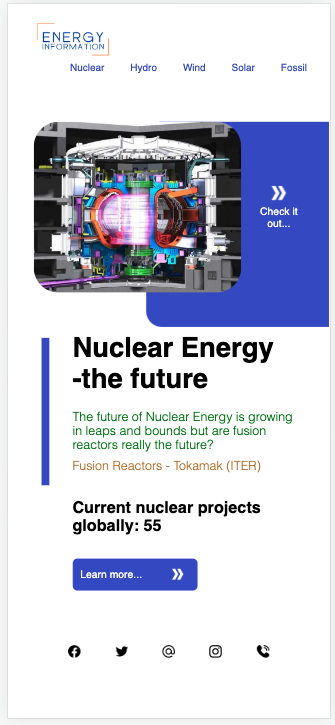 ENERGY
INFORMATION
Nuclear Hydro Wind Solar Fossil
Check it
out...
Nuclear Energy
-the future
The future of Nuclear Energy is growing
in leaps and bounds but are fusion
reactors really the future?
Fusion Reactors - Tokamak (ITER)
Current nuclear projects
globally: 55
Learn more...